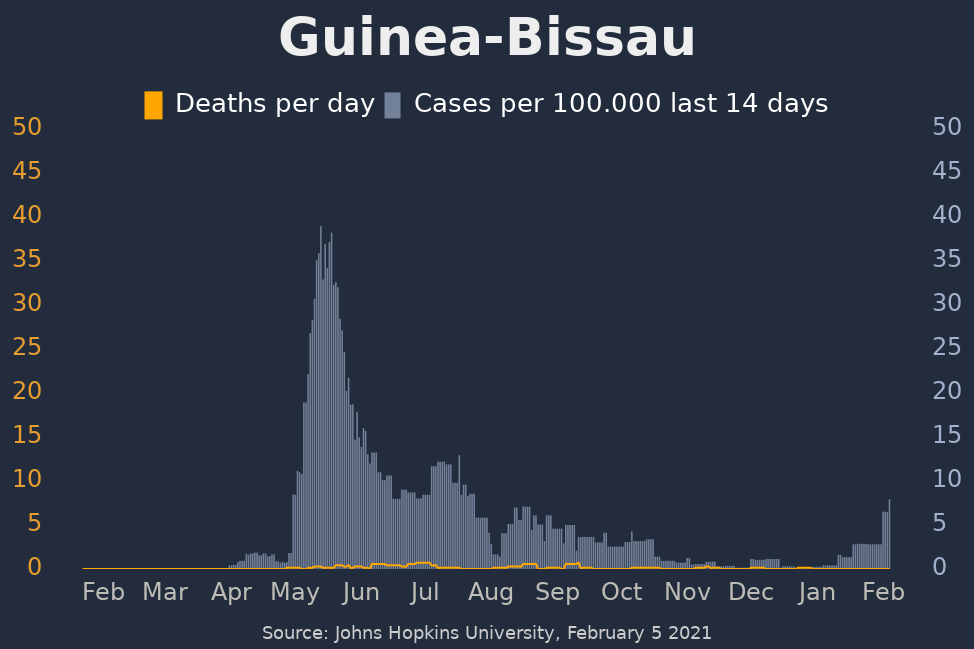 Guinea-Bissau
Deaths per day Cases per 100.000 last 14 days
50 50
45 45
40 40
35 35
30 30
25 25
20 20
15 15
10 10
5 5
0 0
Feb Mar Apr May Jun Jul Aug Sep Oct Nov Dec Jan Feb
Source: Johns Hopkins University, February 5 2021